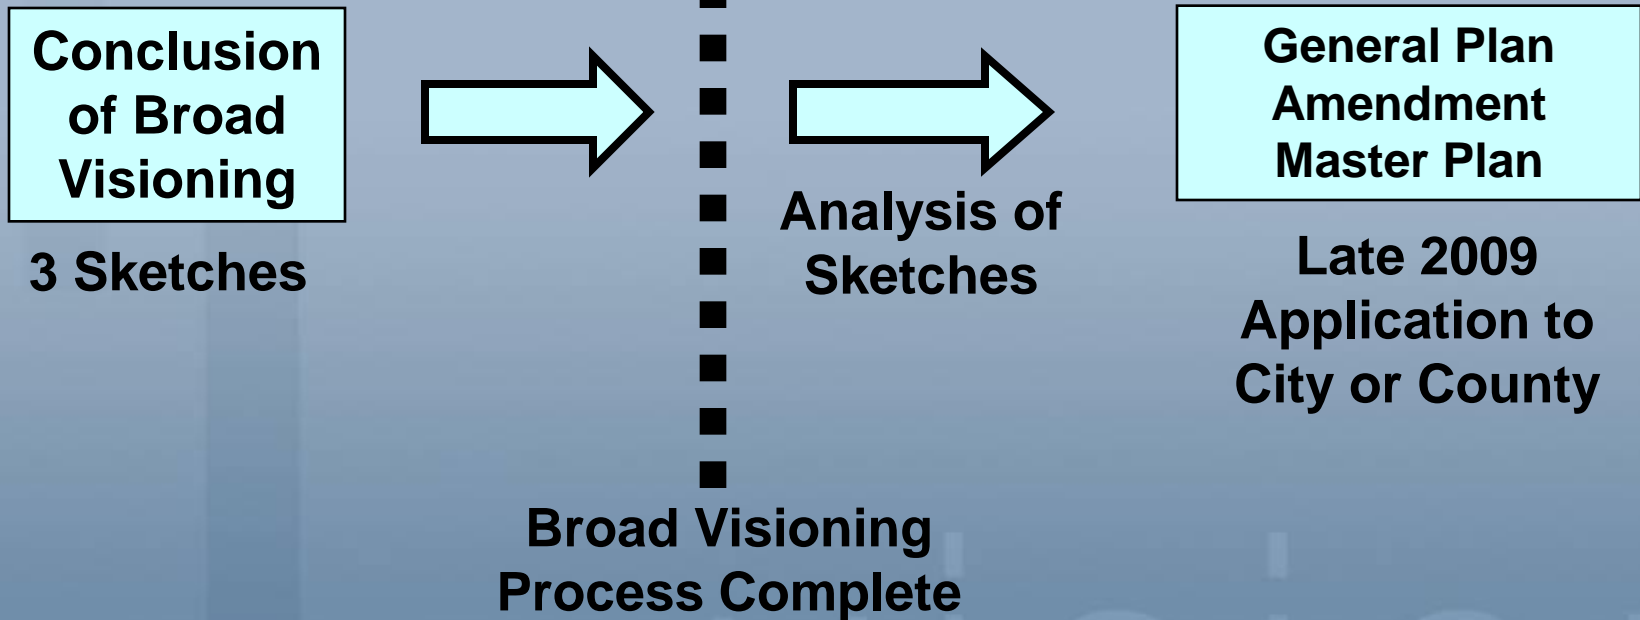 Conclusion
of Broad
Visioning
3 Sketches
Analysis of
Sketches
General Plan
Amendment
Master Plan
Late 2009
Application to
City or County
Broad Visioning
Process Complete